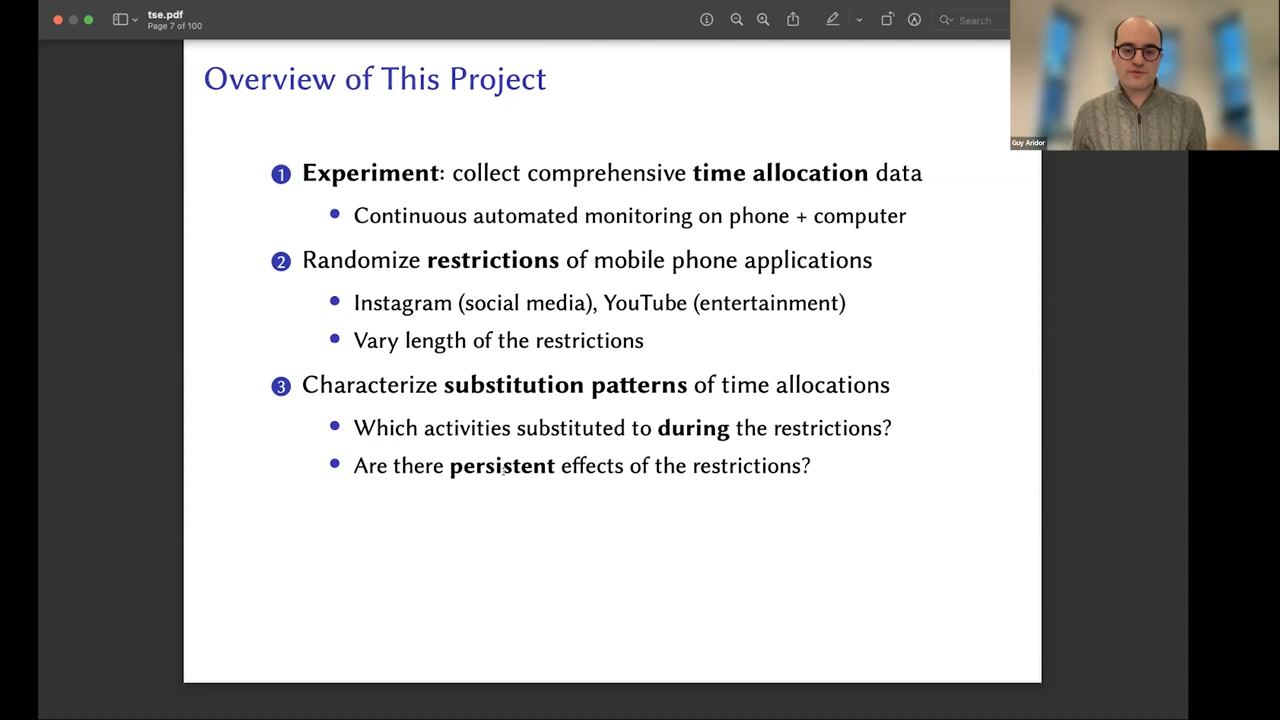 tse.pdf
Page 7 of 100
Search
Guy Aridor
Overview of This Project
1 Experiment: collect comprehensive time allocation data
• Continuous automated monitoring on phone + computer
2 Randomize restrictions of mobile phone applications
• Instagram (social media), YouTube (entertainment)
• Vary length of the restrictions
3 Characterize substitution patterns of time allocations
• Which activities substituted to during the restrictions?
• Are there persistent effects of the restrictions?